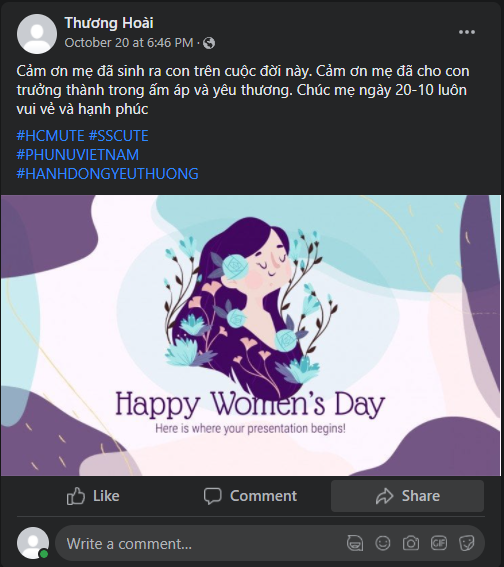 Thương Hoài
October 20 at 6:46 PM ·
Cảm ơn mẹ đã sinh ra con trên cuộc đời này. Cảm ơn mẹ đã cho con
trưởng thành trong ấm áp và yêu thương. Chúc mẹ ngày 20-10 luôn
vui vẻ và hạnh phúc
#HCMUTE #SSCUTE
#PHUNUVIETNAM
#HANHDONGYEUTHUONG
Happy Women's Day
Here is where your presentation begins!
Like Comment Share
Write a comment...
GIF